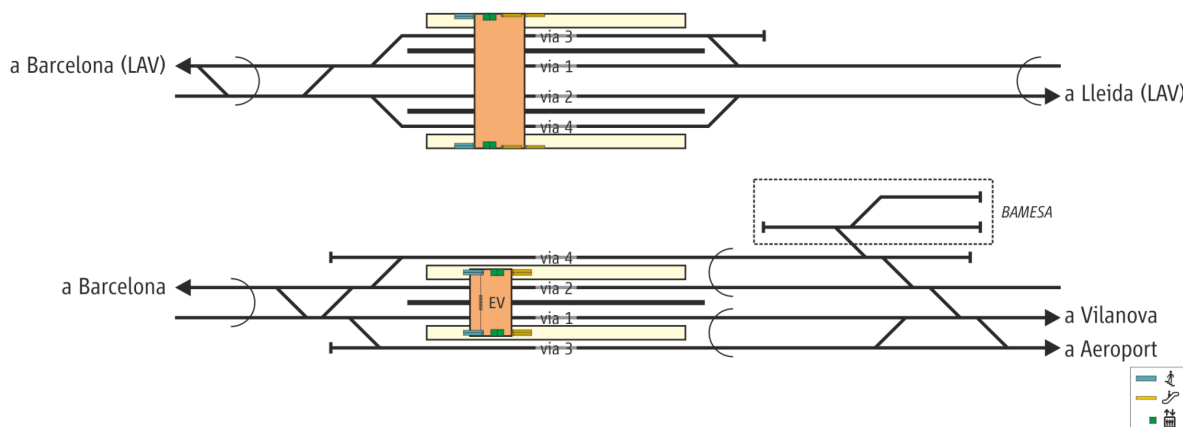 via 3
a Barcelona (LAV)
via 1
via 2
a Lleida (LAV)
via 4
BAMESA
via 4
a Barcelona
via 2
EV
via 1
a Vilanova
via 3
a Aeroport